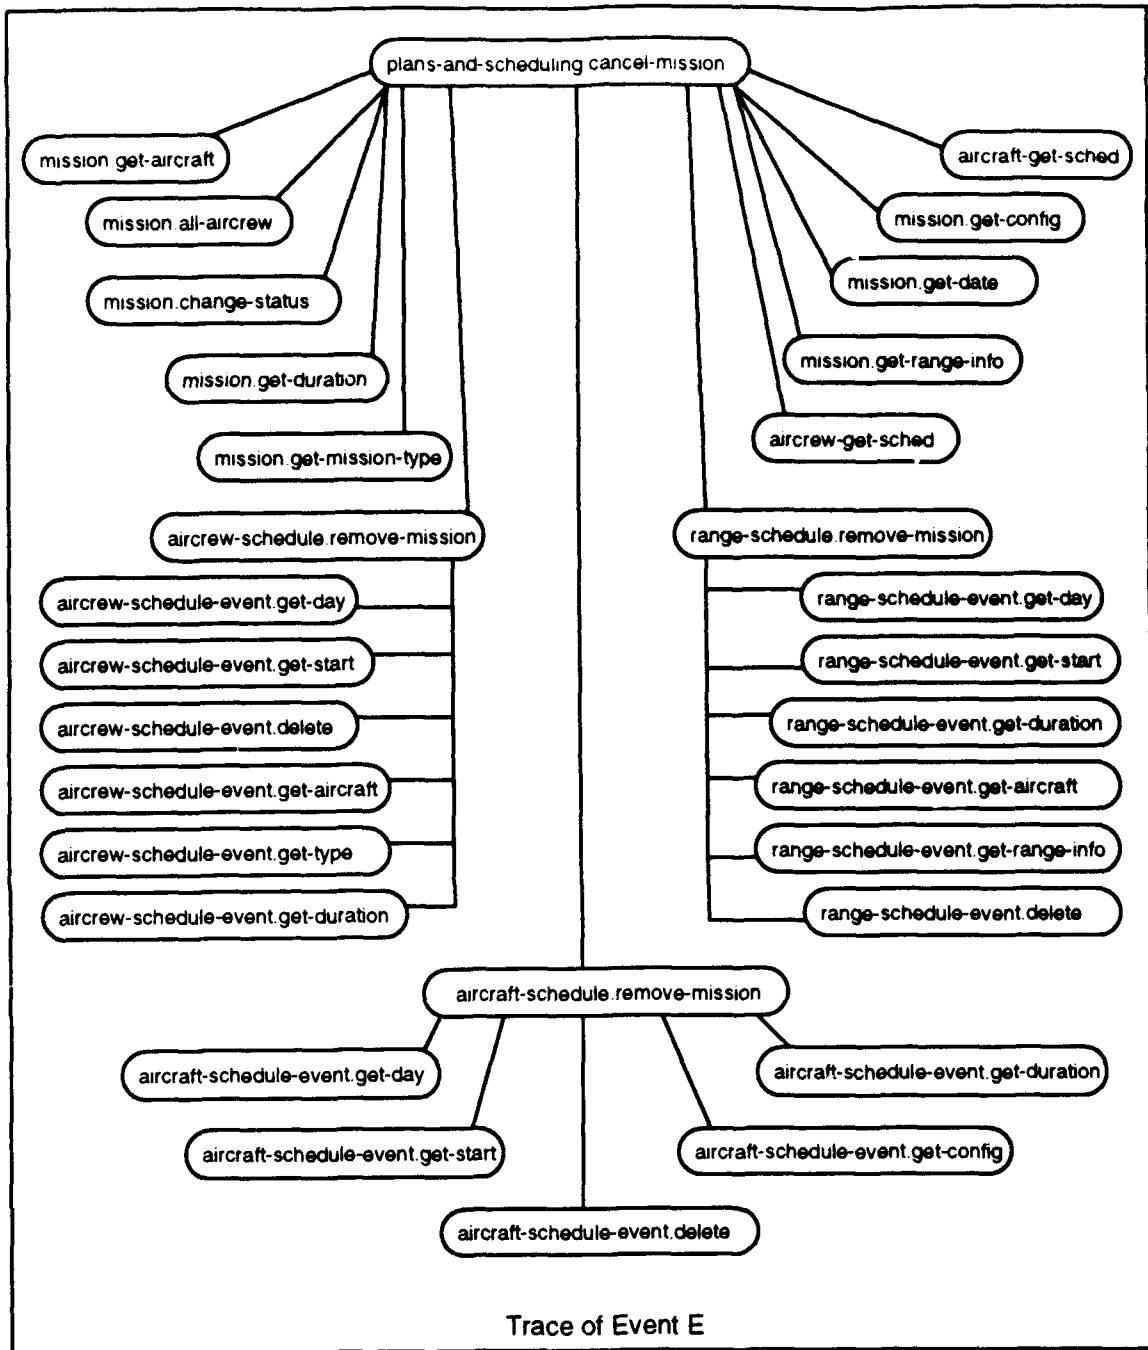 plans-and-scheduling cancel-mission
mission.get-aircraft
mission.all-aircrew
mission.change-status
mission.get-duration
mission.get-mission-type
aircraft-get-sched
mission.get-config
mission.get-date
mission.get-range-info
aircrew-get-sched
aircrew-schedule.remove-mission
aircrew-schedule-event.get-day
aircrew-schedule-event.get-start
aircrew-schedule-event.delete
aircrew-schedule-event.get-aircraft
aircrew-schedule-event.get-type
aircrew-schedule-event.get-duration
range-schedule.remove-mission
range-schedule-event.get-day
range-schedule-event.get-start
range-schedule-event.get-duration
range-schedule-event.get-aircraft
range-schedule-event.get-range-info
range-schedule-event.delete
aircraft-schedule.remove-mission
aircraft-schedule-event.get-day
aircraft-schedule-event.get-duration
aircraft-schedule-event.get-start
aircraft-schedule-event.get-config
aircraft-schedule-event.delete
Trace of Event E